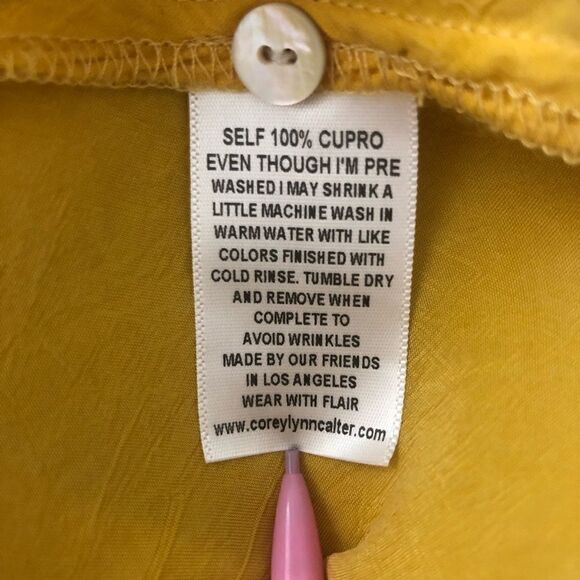 SELF 100% CUPRO
EVEN THOUGH I'M PRE
WASHED I MAY SHRINK A
LITTLE MACHINE WASH IN
WARM WATER WITH LIKE
COLORS FINISHED WITH
COLD RINSE. TUMBLE DRY
AND REMOVE WHEN
COMPLETE TO
AVOID WRINKLES
MADE BY OUR FRIENDS
IN LOS ANGELES
WEAR WITH FLAIR
www.coreylynncalter.com